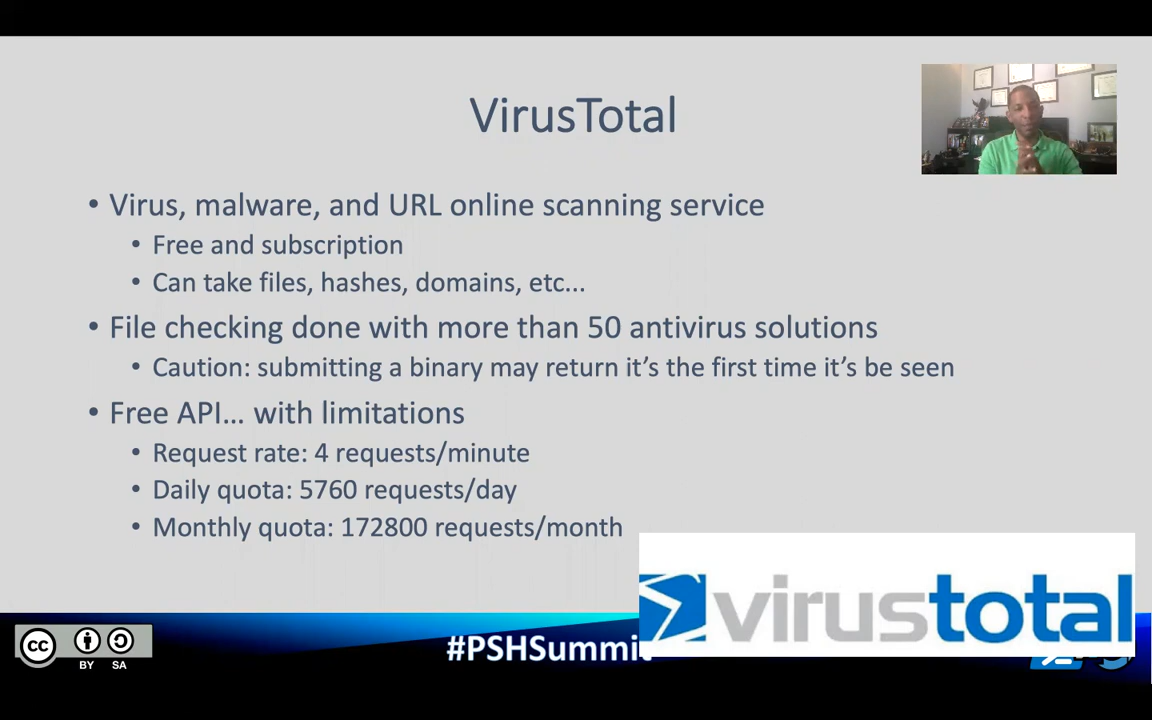 VirusTotal
• Virus, malware, and URL online scanning service
• Free and subscription
• Can take files, hashes, domains, etc...
• File checking done with more than 50 antivirus solutions
• Caution: submitting a binary may return it's the first time it's be seen
• Free API... with limitations
• Request rate: 4 requests/minute
• Daily quota: 5760 requests/day
• Monthly quota: 172800 requests/month
virustotal
cc
BY SA
#PSHSummit